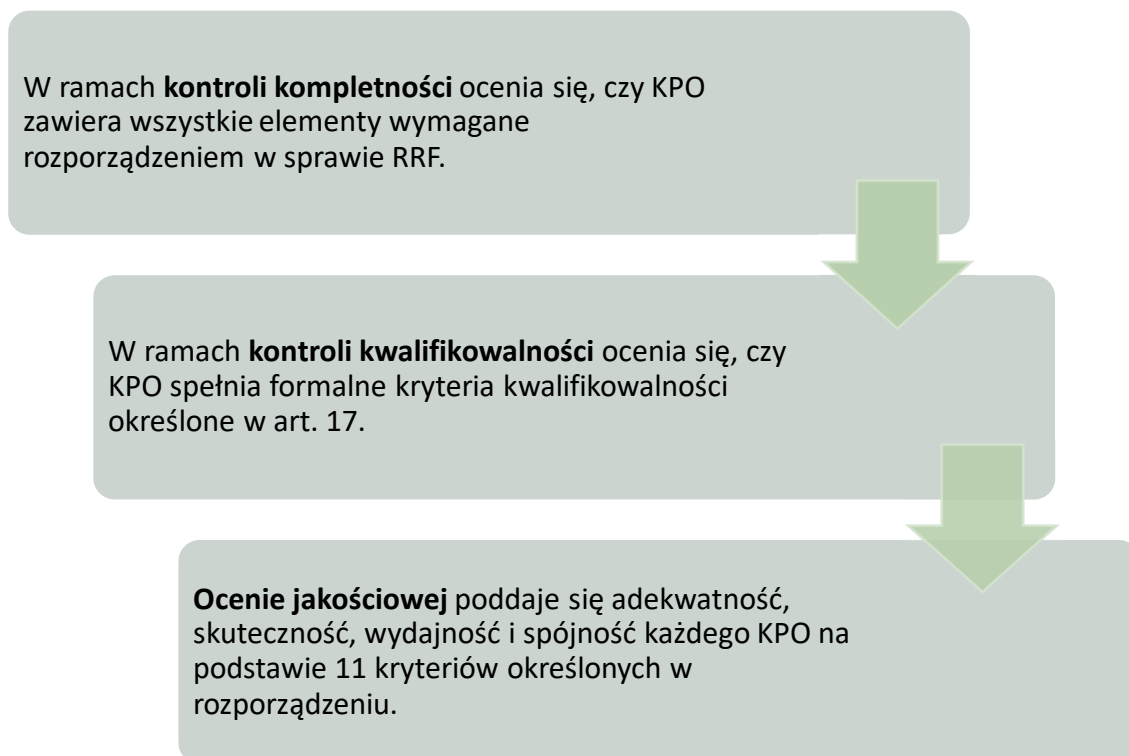 W ramach kontroli kompletności ocenia się, czy KPO
zawiera wszystkie elementy wymagane
rozporządzeniem w sprawie RRF.
W ramach kontroli kwalifikowalności ocenia się, czy
KPO spełnia formalne kryteria kwalifikowalności
określone w art. 17.
Ocenie jakościowej poddaje się adekwatność,
skuteczność, wydajność i spójność każdego KPO na
podstawie 11 kryteriów określonych w
rozporządzeniu.